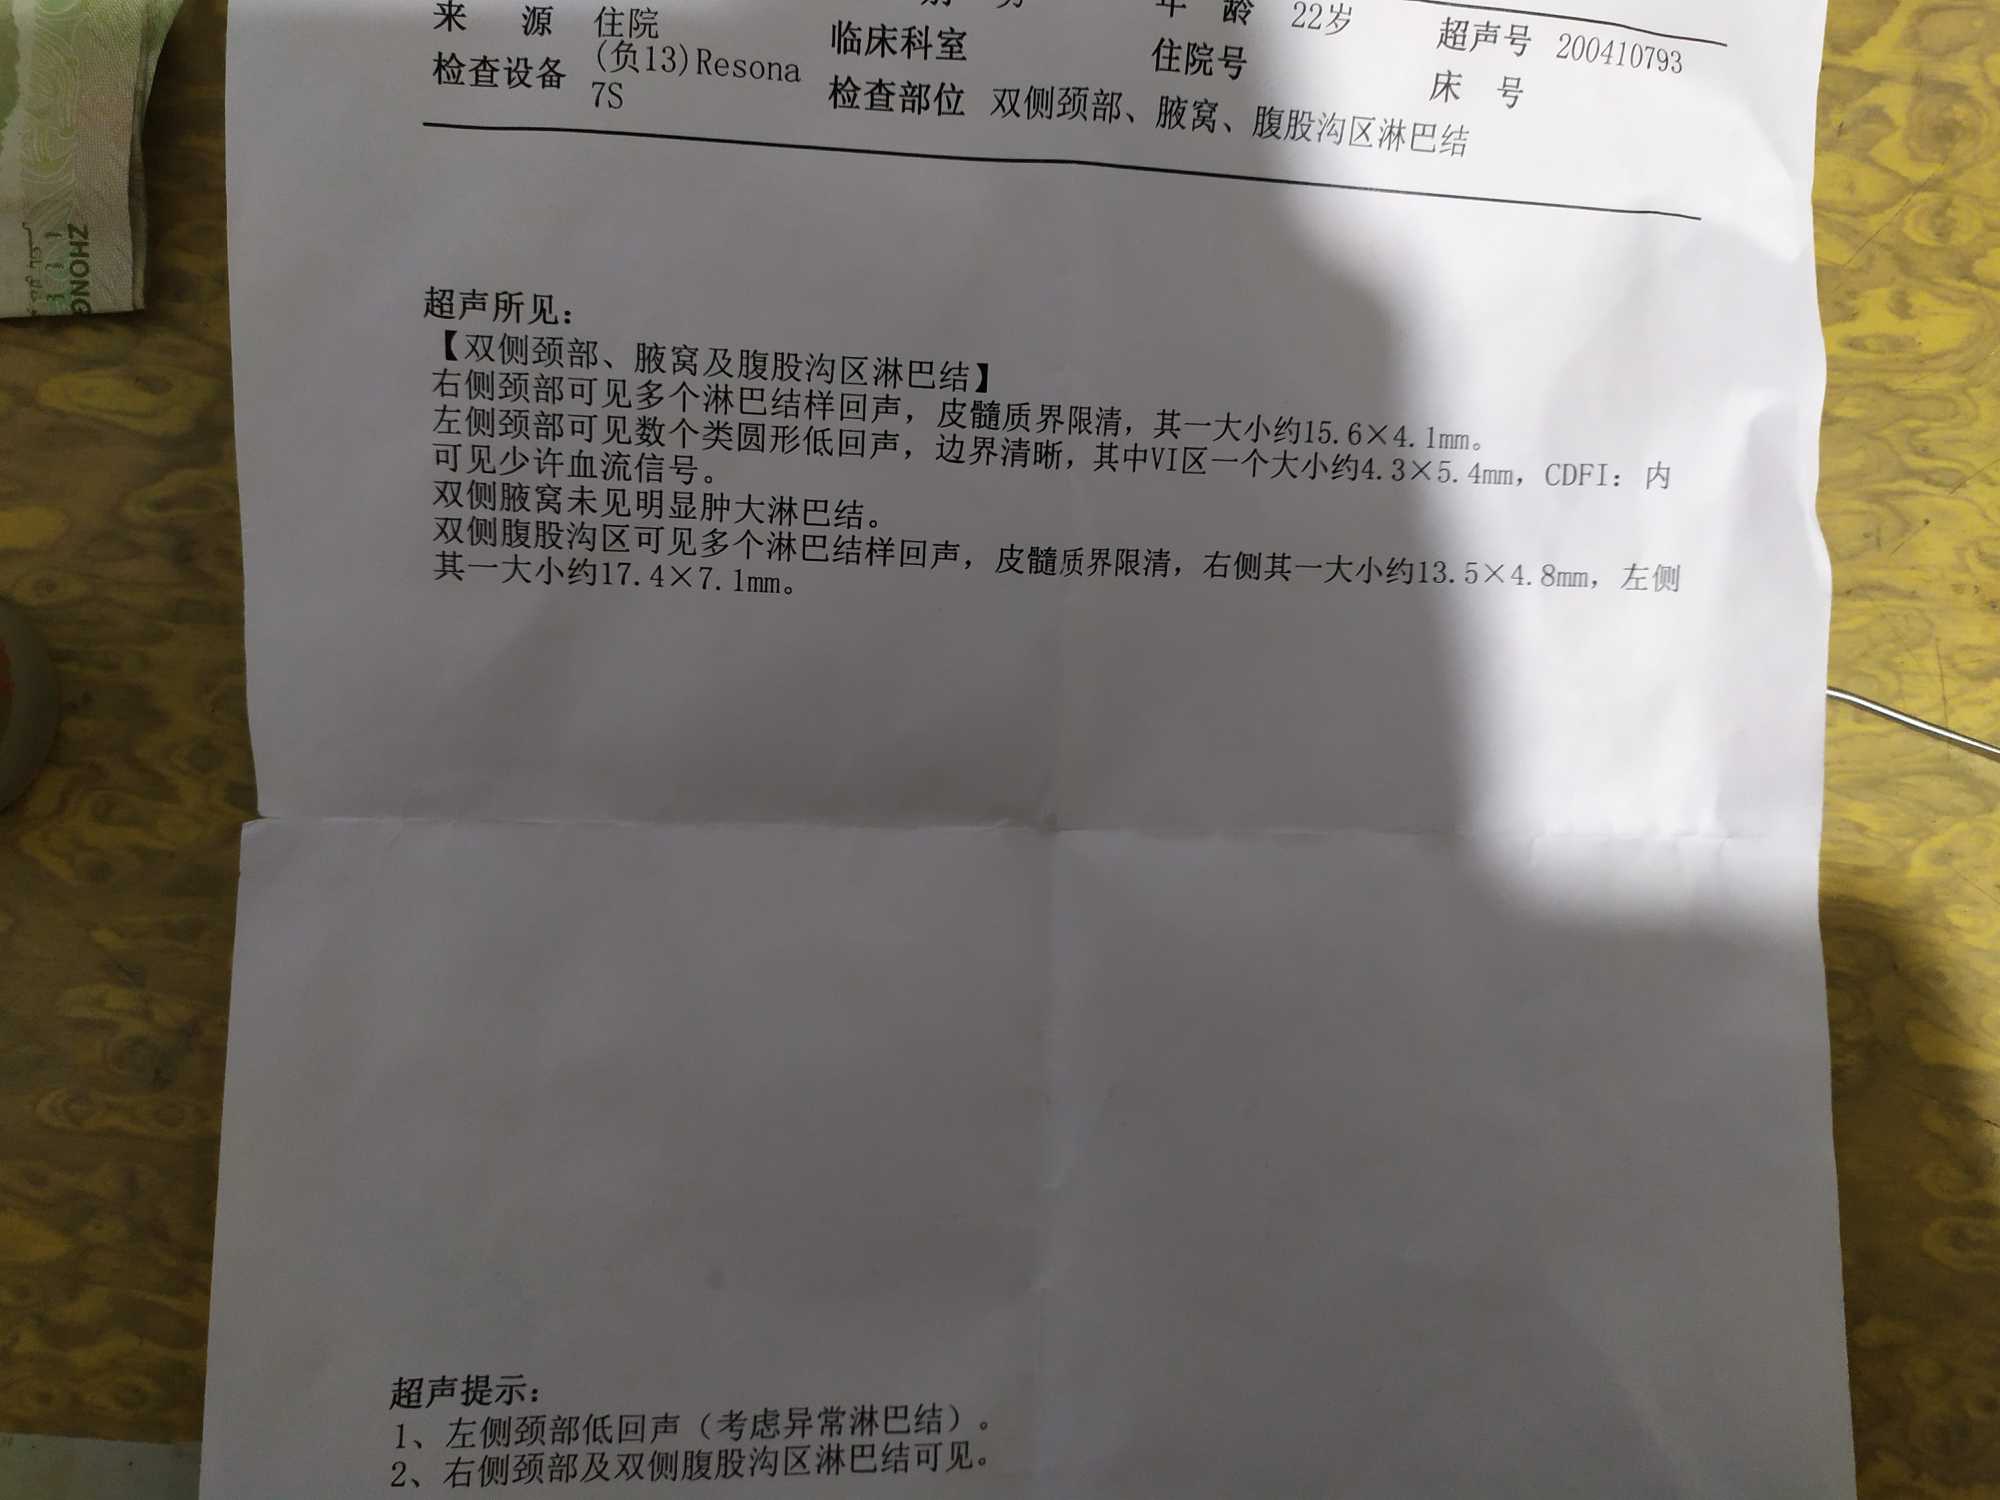 来 源 住院 别 男 年 龄 22岁 超声号 200410793
检查设备 (负13)Resona 7S 临床科室 住院号 床 号
检查部位 双侧颈部、腋窝、腹股沟区淋巴结
超声所见：
【双侧颈部、腋窝及腹股沟区淋巴结】
右侧颈部可见多个淋巴结样回声，皮髓质界限清，其一大小约15.6×4.1mm。
左侧颈部可见数个类圆形低回声，边界清晰，其中VI区一个大小约4.3×5.4mm，CDFI：内
可见少许血流信号。
双侧腋窝未见明显肿大淋巴结。
双侧腹股沟区可见多个淋巴结样回声，皮髓质界限清，右侧其一大小约13.5×4.8mm，左侧
其一大小约17.4×7.1mm。
超声提示：
1、左侧颈部低回声（考虑异常淋巴结）。
2、右侧颈部及双侧腹股沟区淋巴结可见。
ZHONG